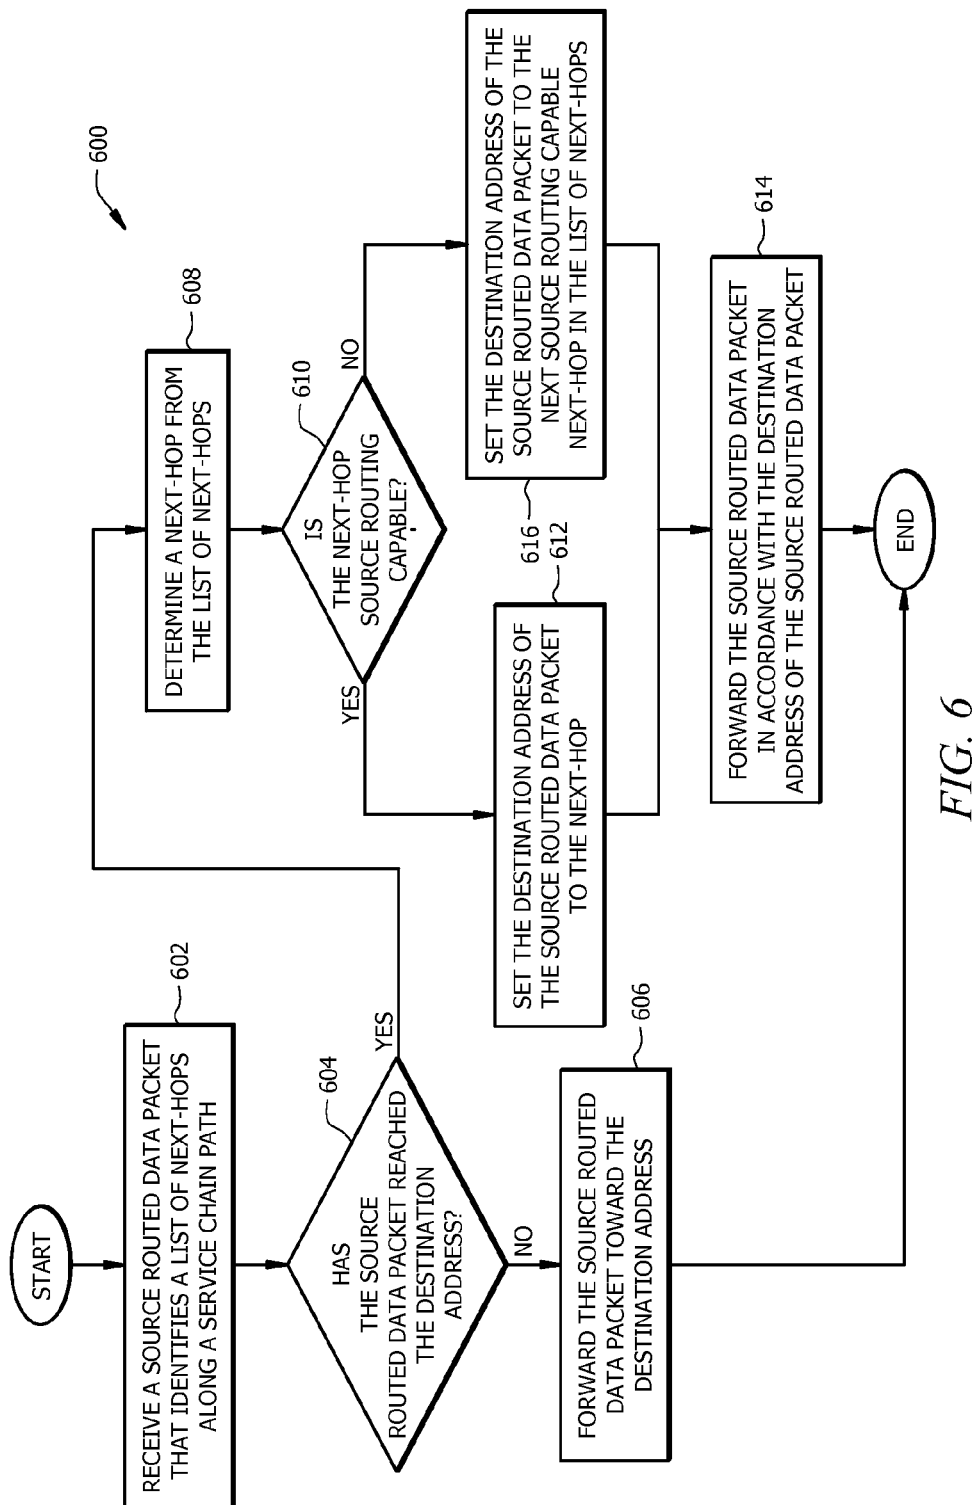 600
START
602
RECEIVE A SOURCE ROUTED DATA PACKET
THAT IDENTIFIES A LIST OF NEXT-HOPS
ALONG A SERVICE CHAIN PATH
604
HAS
THE SOURCE
ROUTED DATA PACKET REACHED
THE DESTINATION
ADDRESS?
YES
NO
606
FORWARD THE SOURCE ROUTED
DATA PACKET TOWARD THE
DESTINATION ADDRESS
608
DETERMINE A NEXT-HOP FROM
THE LIST OF NEXT-HOPS
610
IS
THE NEXT-HOP
SOURCE ROUTING
CAPABLE?
YES
NO
612
SET THE DESTINATION ADDRESS OF
THE SOURCE ROUTED DATA PACKET
TO THE NEXT-HOP
616
SET THE DESTINATION ADDRESS OF THE
SOURCE ROUTED DATA PACKET TO THE
NEXT SOURCE ROUTING CAPABLE
NEXT-HOP IN THE LIST OF NEXT-HOPS
614
FORWARD THE SOURCE ROUTED DATA PACKET
IN ACCORDANCE WITH THE DESTINATION
ADDRESS OF THE SOURCE ROUTED DATA PACKET
END
FIG. 6